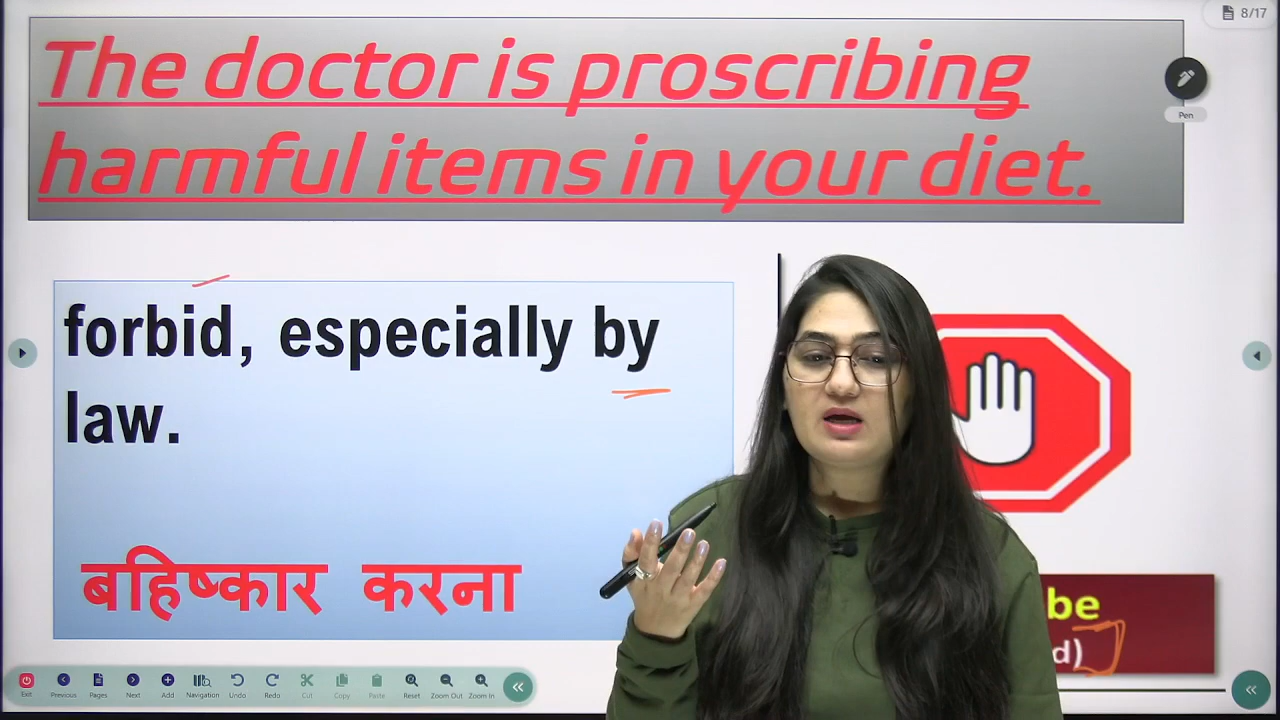 8/17
The doctor is proscribing
harmful items in your diet.
Pen
forbid, especially by
law.
बहिष्कार करना
be
d)
Exit Previous Pages Next Add Navigation Undo Redo Cut Copy Paste Reset Zoom Out Zoom In